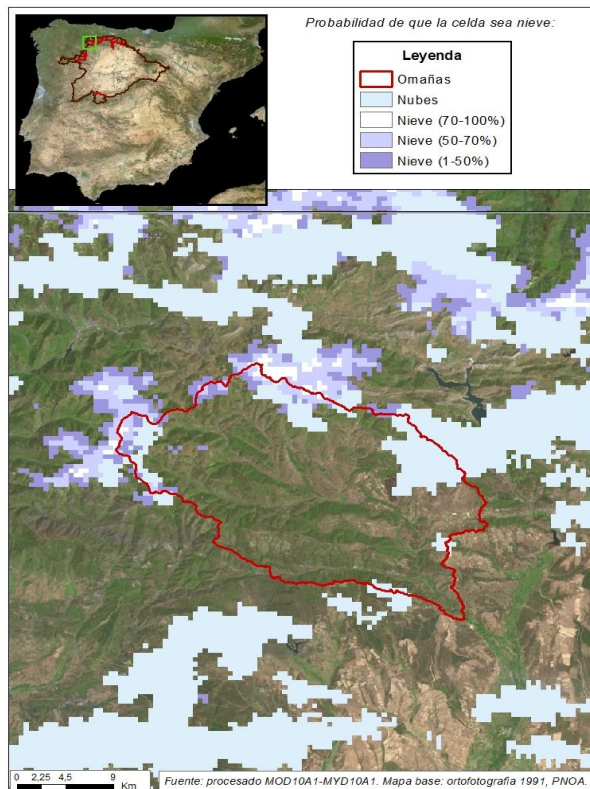 Probabilidad de que la celda sea nieve:
Leyenda
Omañas
Nubes
Nieve (70-100%)
Nieve (50-70%)
Nieve (1-50%)
0 2,25 4,5 9
Km
Fuente: procesado MOD10A1-MYD10A1. Mapa base: ortofotografia 1991, PNOA.